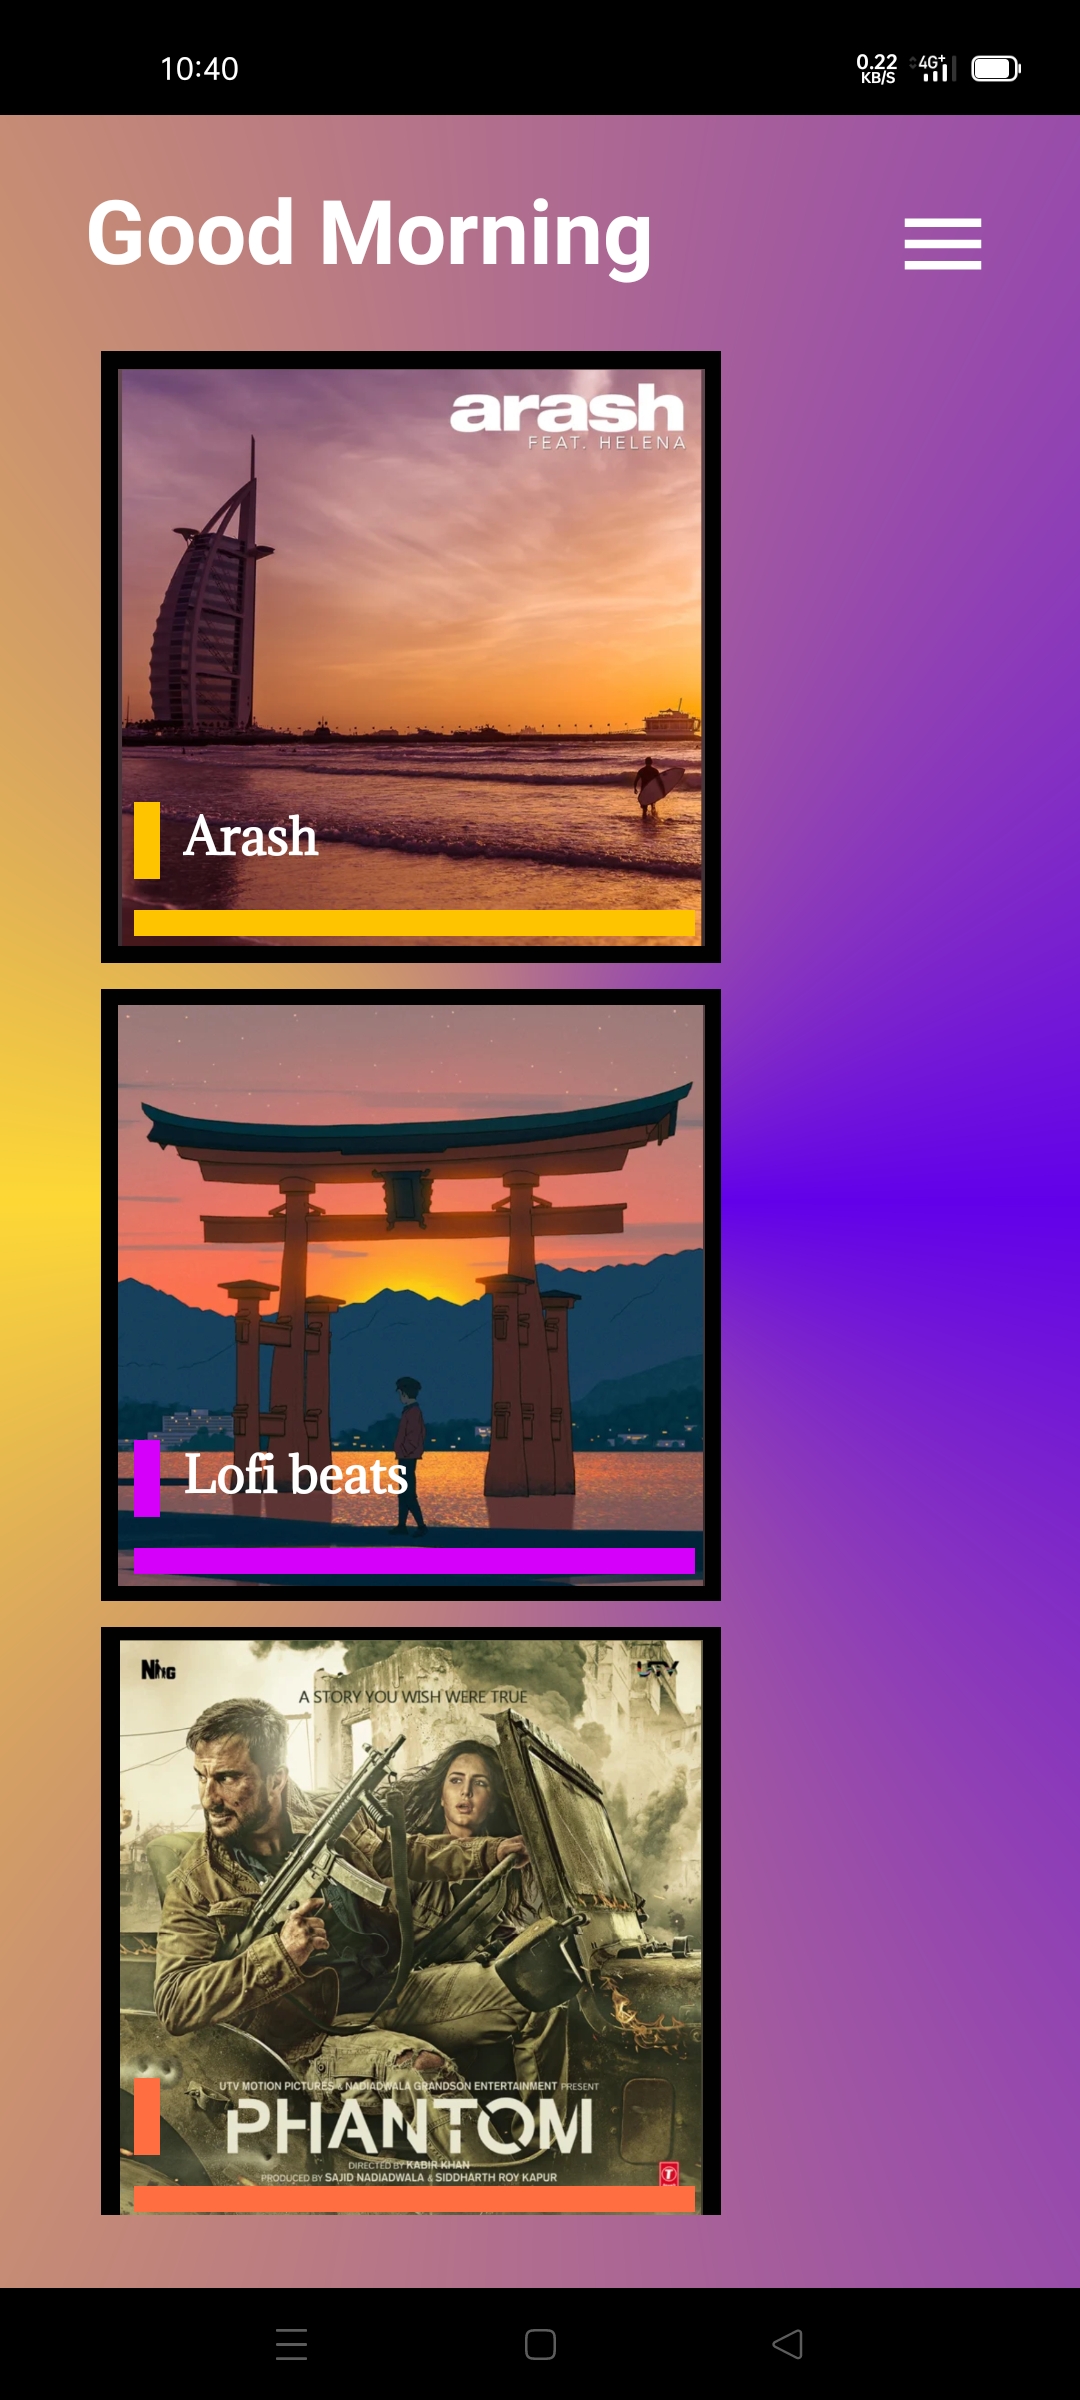 10:40
0.22
KB/S
4G+
Good Morning
arash
FEAT. HELENA
Arash
Lofi beats
UTV
A STORY YOU WISH WERE TRUE
UTV MOTION PICTURES & NADIADWALA GRANDSON ENTERTAINMENT PRESENT
PHANTOM
DIRECTED BY KABIR KHAN
PRODUCED BY SAJID NADIADWALA & SIDDHARTH ROY KAPUR
T